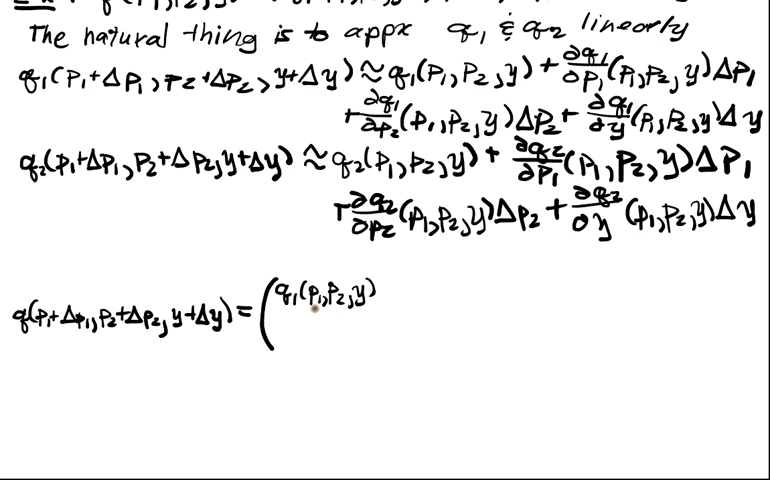 The natural thing is to appx q₁ & q₂ linearly
q₁(P₁+ΔP₁, P₂+ΔP₂, y+Δy) ≈ q₁(P₁, P₂, y) + ∂q₁/∂P₁(P₁, P₂, y)ΔP₁
+ ∂q₁/∂P₂(P₁, P₂, y)ΔP₂ + ∂q₁/∂y(P₁, P₂, y)Δy
q₂(P₁+ΔP₁, P₂+ΔP₂, y+Δy) ≈ q₂(P₁, P₂, y) + ∂q₂/∂P₁(P₁, P₂, y)ΔP₁
+ ∂q₂/∂P₂(P₁, P₂, y)ΔP₂ + ∂q₂/∂y(P₁, P₂, y)Δy
q(P₁+ΔP₁, P₂+ΔP₂, y+Δy) = ( q₁(P₁, P₂, y)